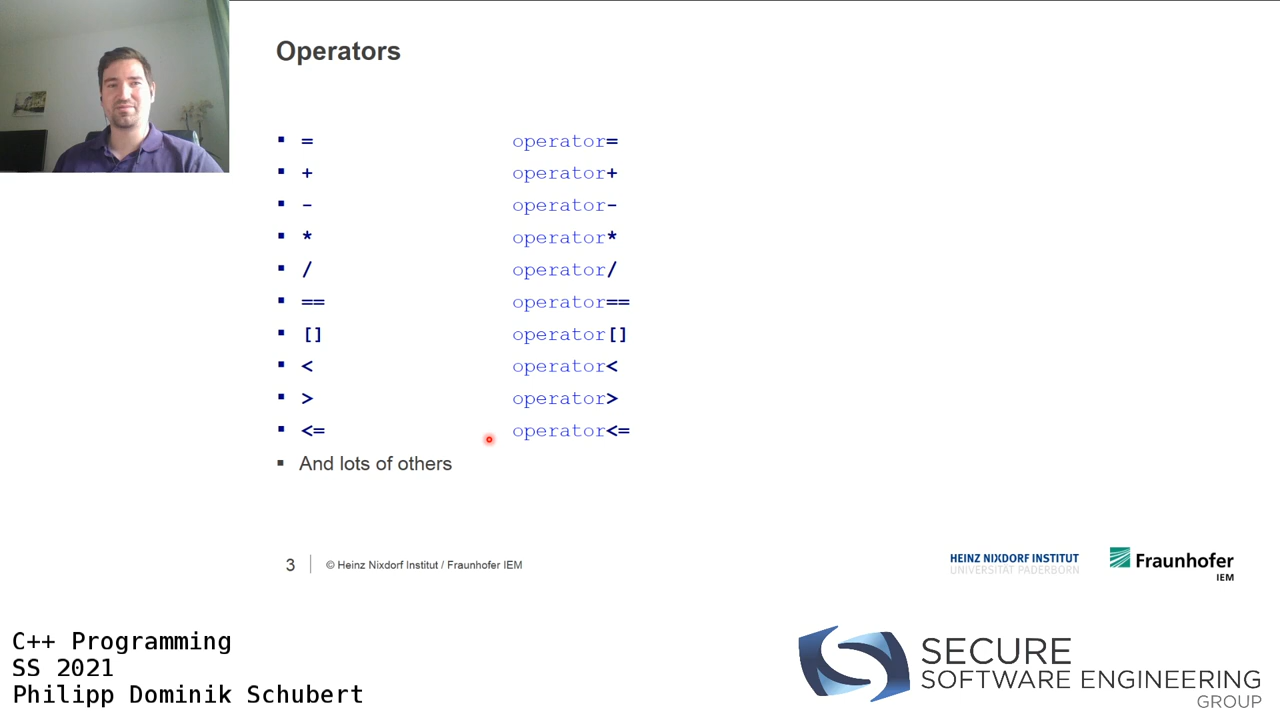 Operators
= operator=
+ operator+
- operator-
* operator*
/ operator/
== operator==
[] operator[]
< operator<
> operator>
<= operator<=
And lots of others
3 © Heinz Nixdorf Institut / Fraunhofer IEM
HEINZ NIXDORF INSTITUT
UNIVERSITÄT PADERBORN
Fraunhofer
IEM
C++ Programming
SS 2021
Philipp Dominik Schubert
SECURE
SOFTWARE ENGINEERING
GROUP